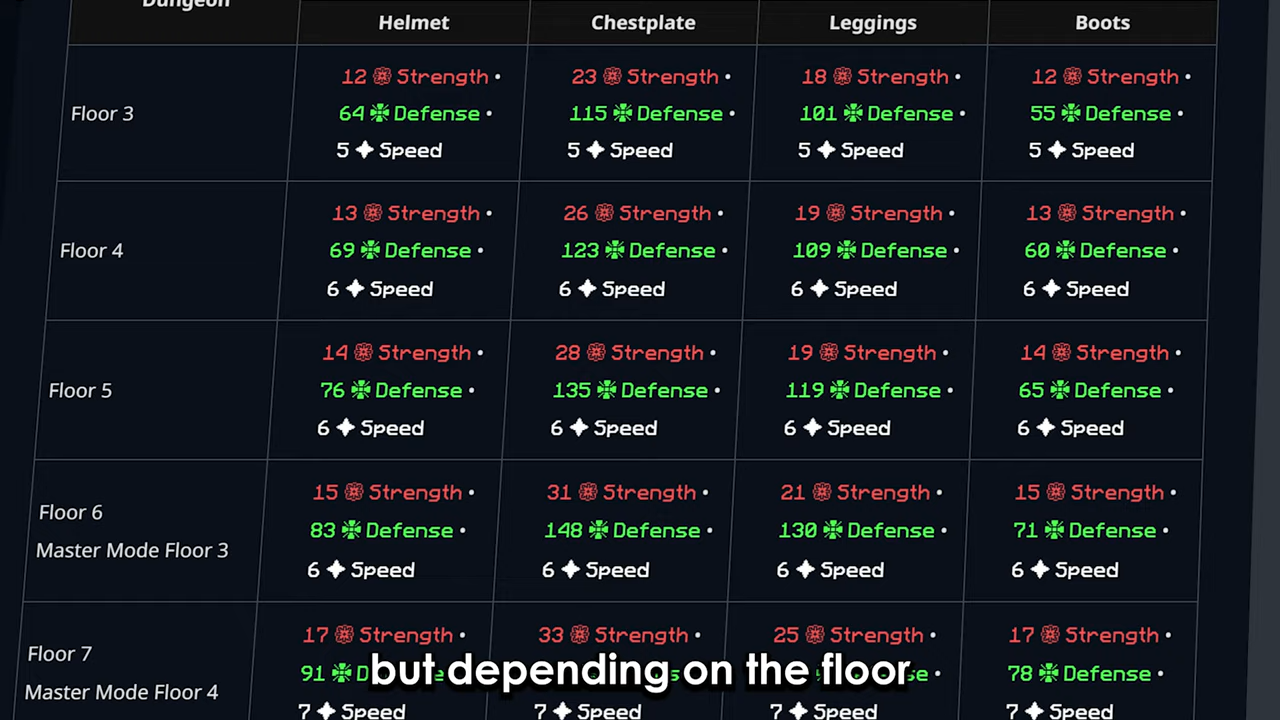 Dungeon
Helmet Chestplate Leggings Boots
Floor 3
12 Strength •
64 Defense •
5 Speed
23 Strength •
115 Defense •
5 Speed
18 Strength •
101 Defense •
5 Speed
12 Strength •
55 Defense •
5 Speed
Floor 4
13 Strength •
69 Defense •
6 Speed
26 Strength •
123 Defense •
6 Speed
19 Strength •
109 Defense •
6 Speed
13 Strength •
60 Defense •
6 Speed
Floor 5
14 Strength •
76 Defense •
6 Speed
28 Strength •
135 Defense •
6 Speed
19 Strength •
119 Defense •
6 Speed
14 Strength •
65 Defense •
6 Speed
Floor 6
Master Mode Floor 3
15 Strength •
83 Defense •
6 Speed
31 Strength •
148 Defense •
6 Speed
21 Strength •
130 Defense •
6 Speed
15 Strength •
71 Defense •
6 Speed
Floor 7
Master Mode Floor 4
17 Strength •
91
7 Speed
33 Strength •
7 Speed
25 Strength •
7 Speed
17 Strength •
78 Defense •
7 Speed
but depending on the floor